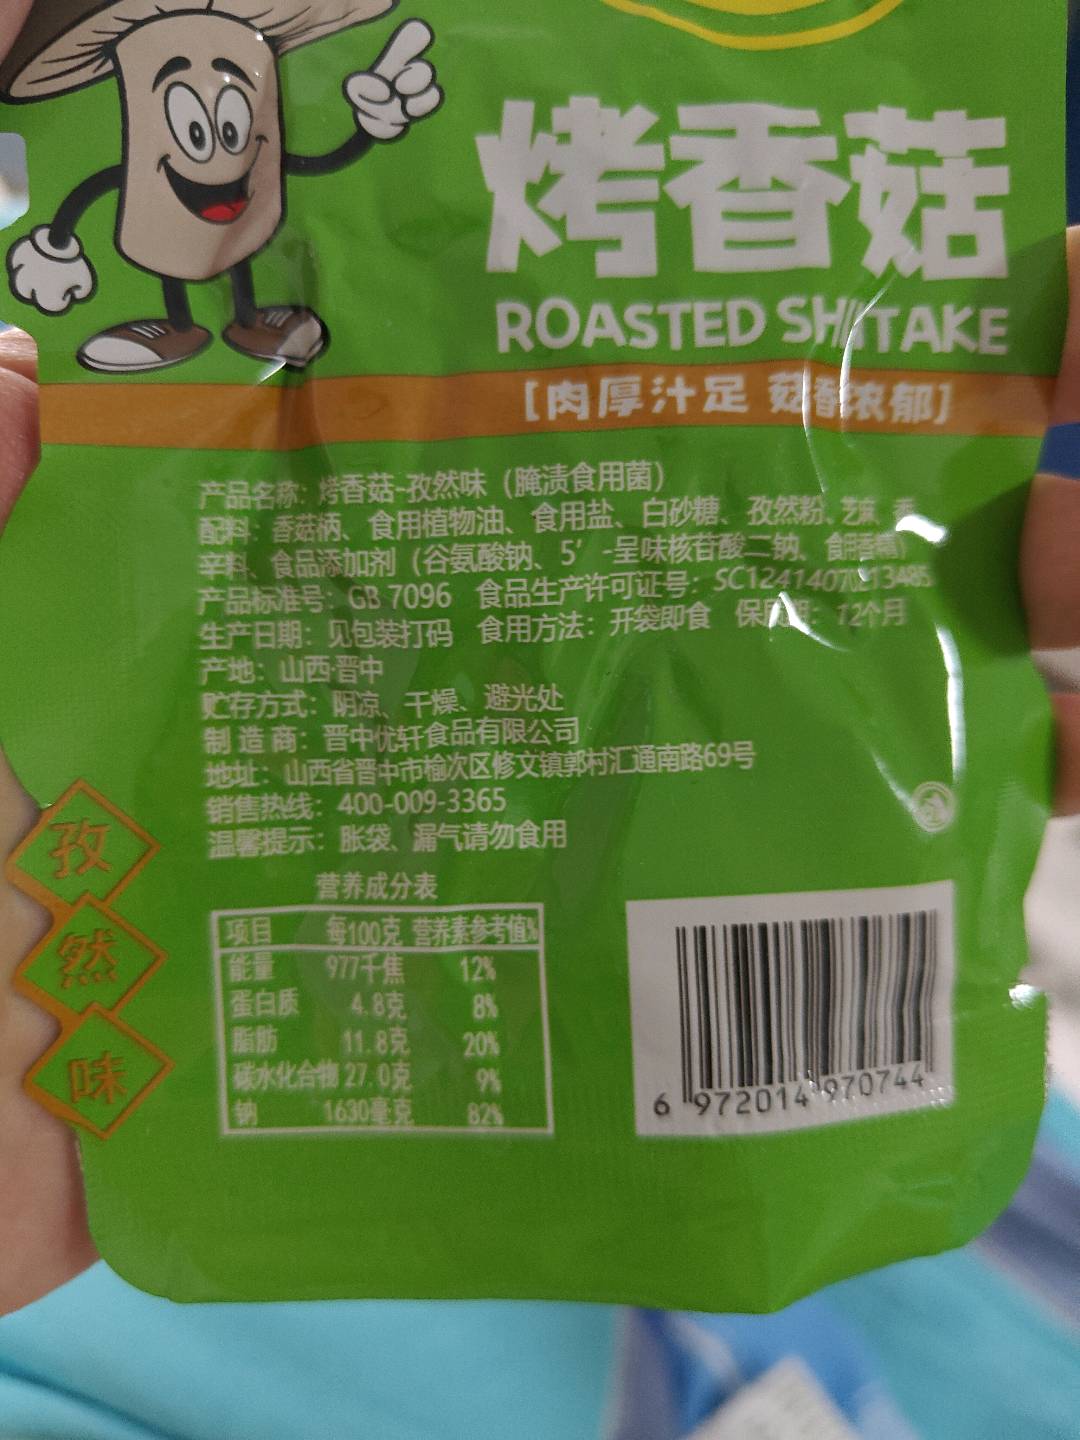 烤香菇
ROASTED SHIITAKE
[肉厚汁足 菇香浓郁]
产品名称：烤香菇-孜然味（腌渍食用菌）
配料：香菇柄、食用植物油、食用盐、白砂糖、孜然粉、芝麻、香
辛料、食品添加剂（谷氨酸钠、5′-呈味核苷酸二钠、食用香精）
产品标准号：GB 7096 食品生产许可证号：SC12414070213485
生产日期：见包装打码 食用方法：开袋即食 保质期：12个月
产地：山西·晋中
贮存方式：阴凉、干燥、避光处
制造商：晋中优轩食品有限公司
地址：山西省晋中市榆次区修文镇郭村汇通南路69号
销售热线：400-009-3365
温馨提示：胀袋、漏气请勿食用
孜然味
营养成分表
项目 每100克 营养素参考值%
能量 977千焦 12%
蛋白质 4.8克 8%
脂肪 11.8克 20%
碳水化合物 27.0克 9%
钠 1630毫克 82%
6 972014 970744